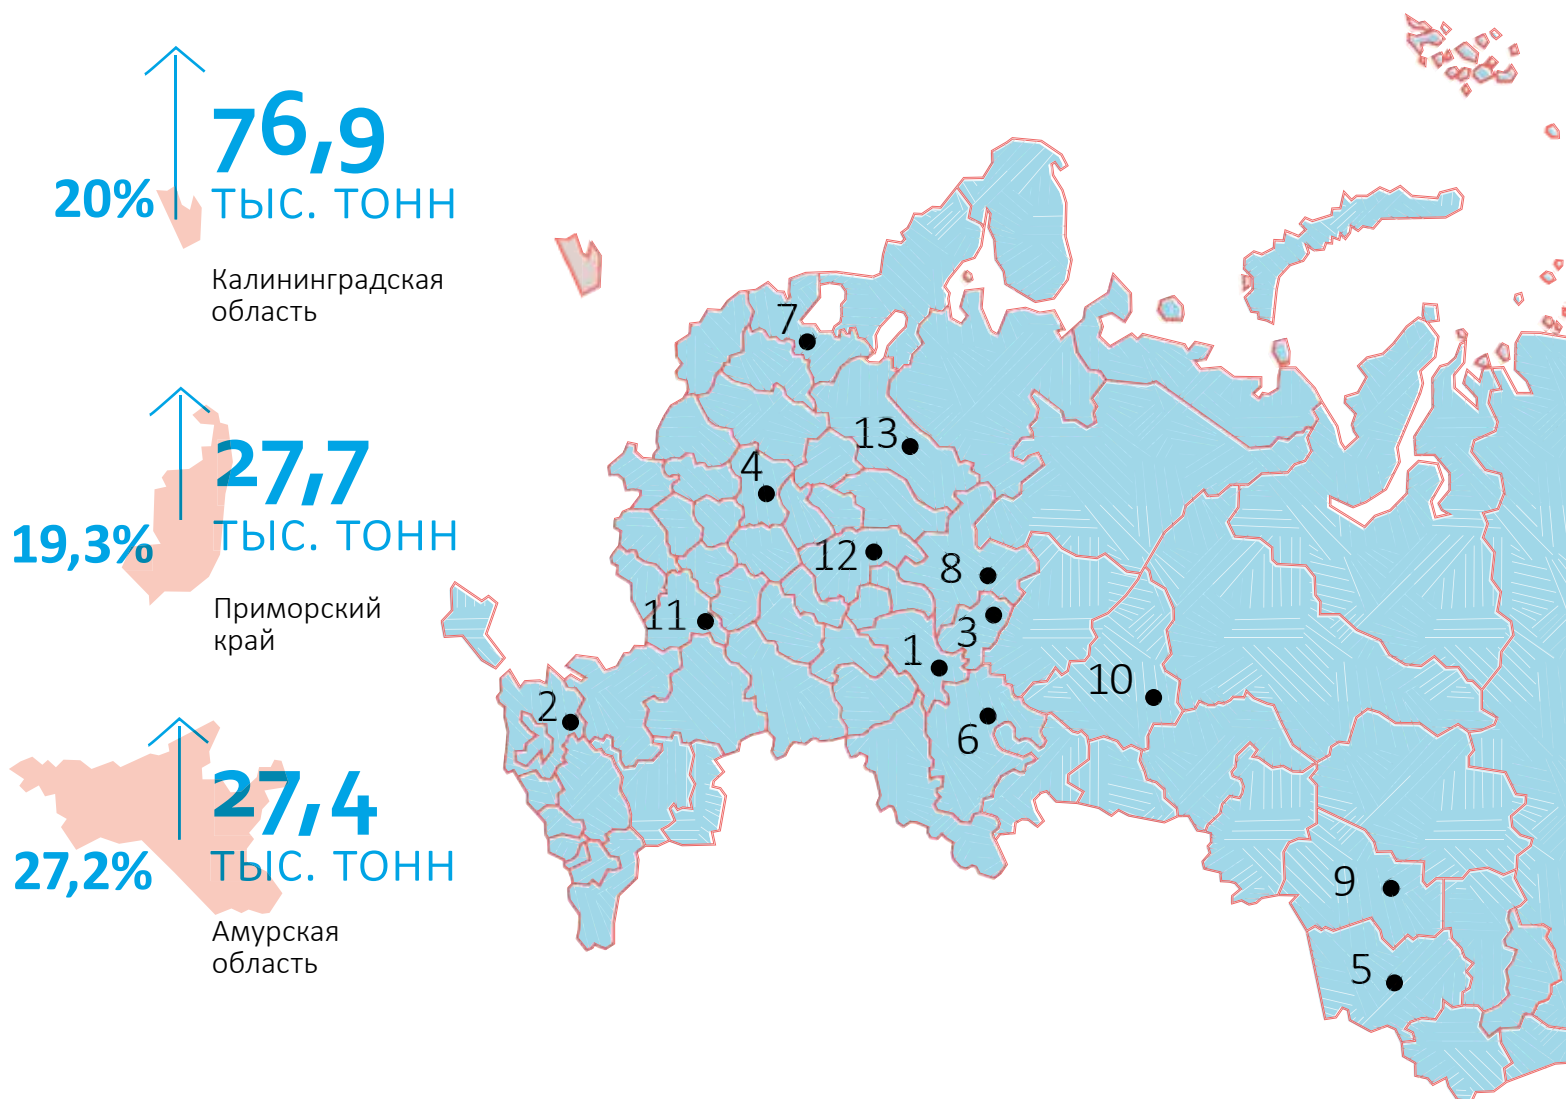 76,9
20%
ТЫС. ТОНН
Калининградская
область
27,7
19,3%
ТЫС. ТОНН
Приморский
край
27,4
27,2%
ТЫС. ТОНН
Амурская
область
7
13
4
12
8
11
3
1
10
2
6
9
5